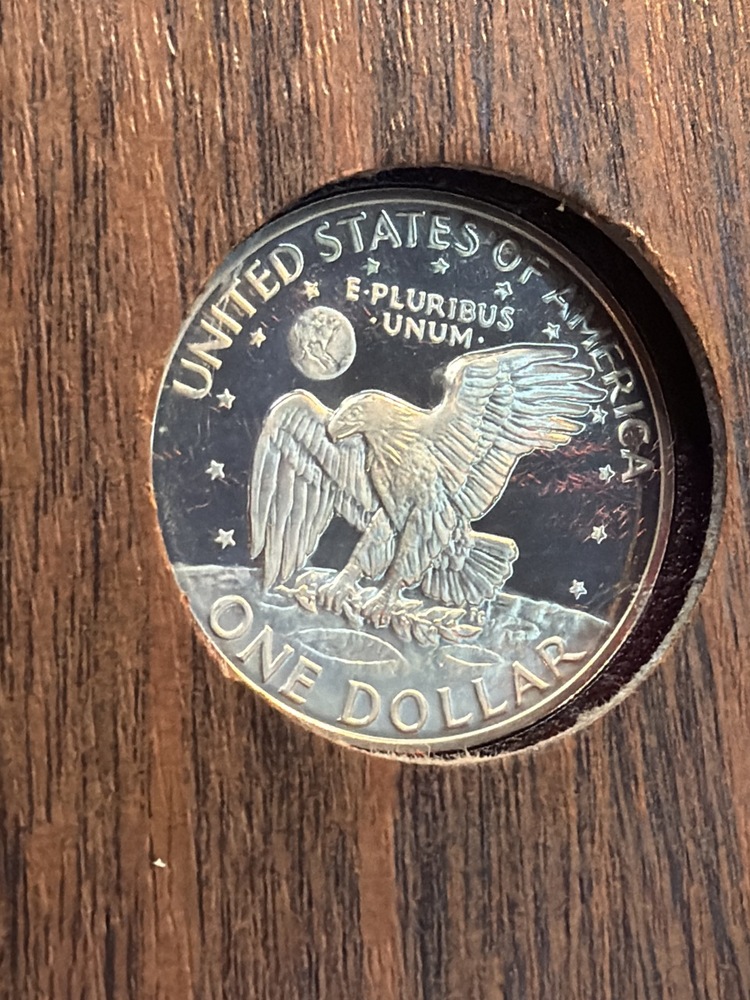 UNITED STATES OF AMERICA
E·PLURIBUS
·UNUM·
ONE DOLLAR